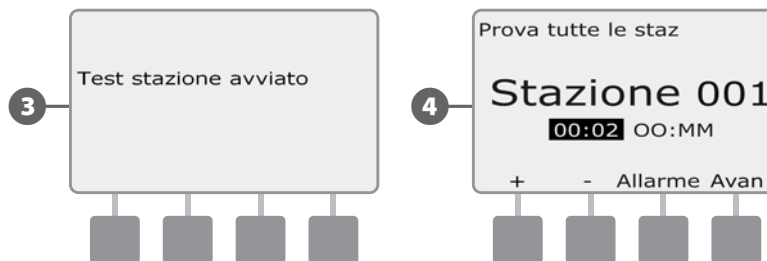 3
Test stazione avviato
4
Prova tutte le staz
Stazione 001
00:02 OO:MM
+ - Allarme Avan